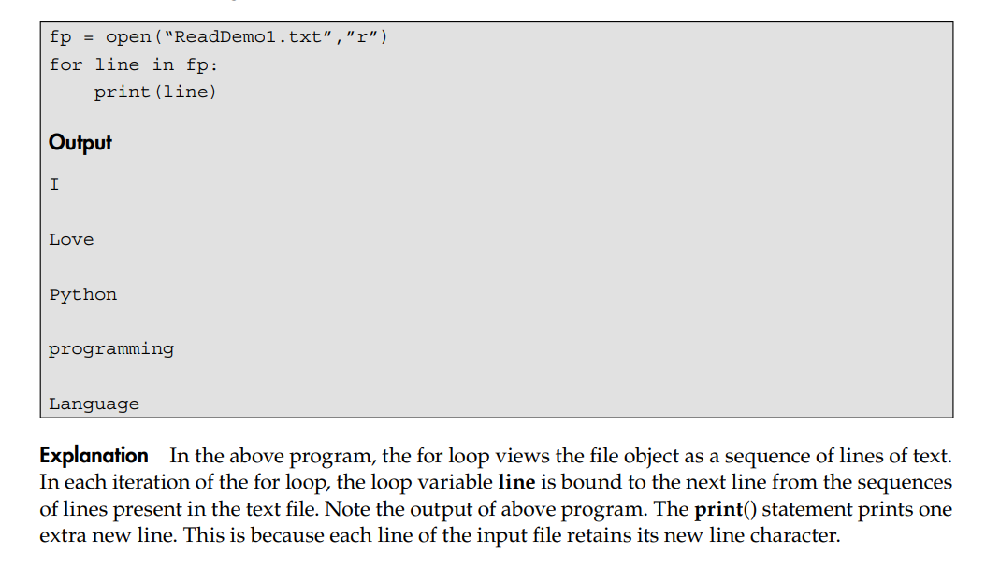 fp = open(“ReadDemo1.txt”,”r”)
for line in fp:
    print(line)
Output
I
Love
Python
programming
Language
Explanation In the above program, the for loop views the file object as a sequence of lines of text.
In each iteration of the for loop, the loop variable line is bound to the next line from the sequences
of lines present in the text file. Note the output of above program. The print() statement prints one
extra new line. This is because each line of the input file retains its new line character.